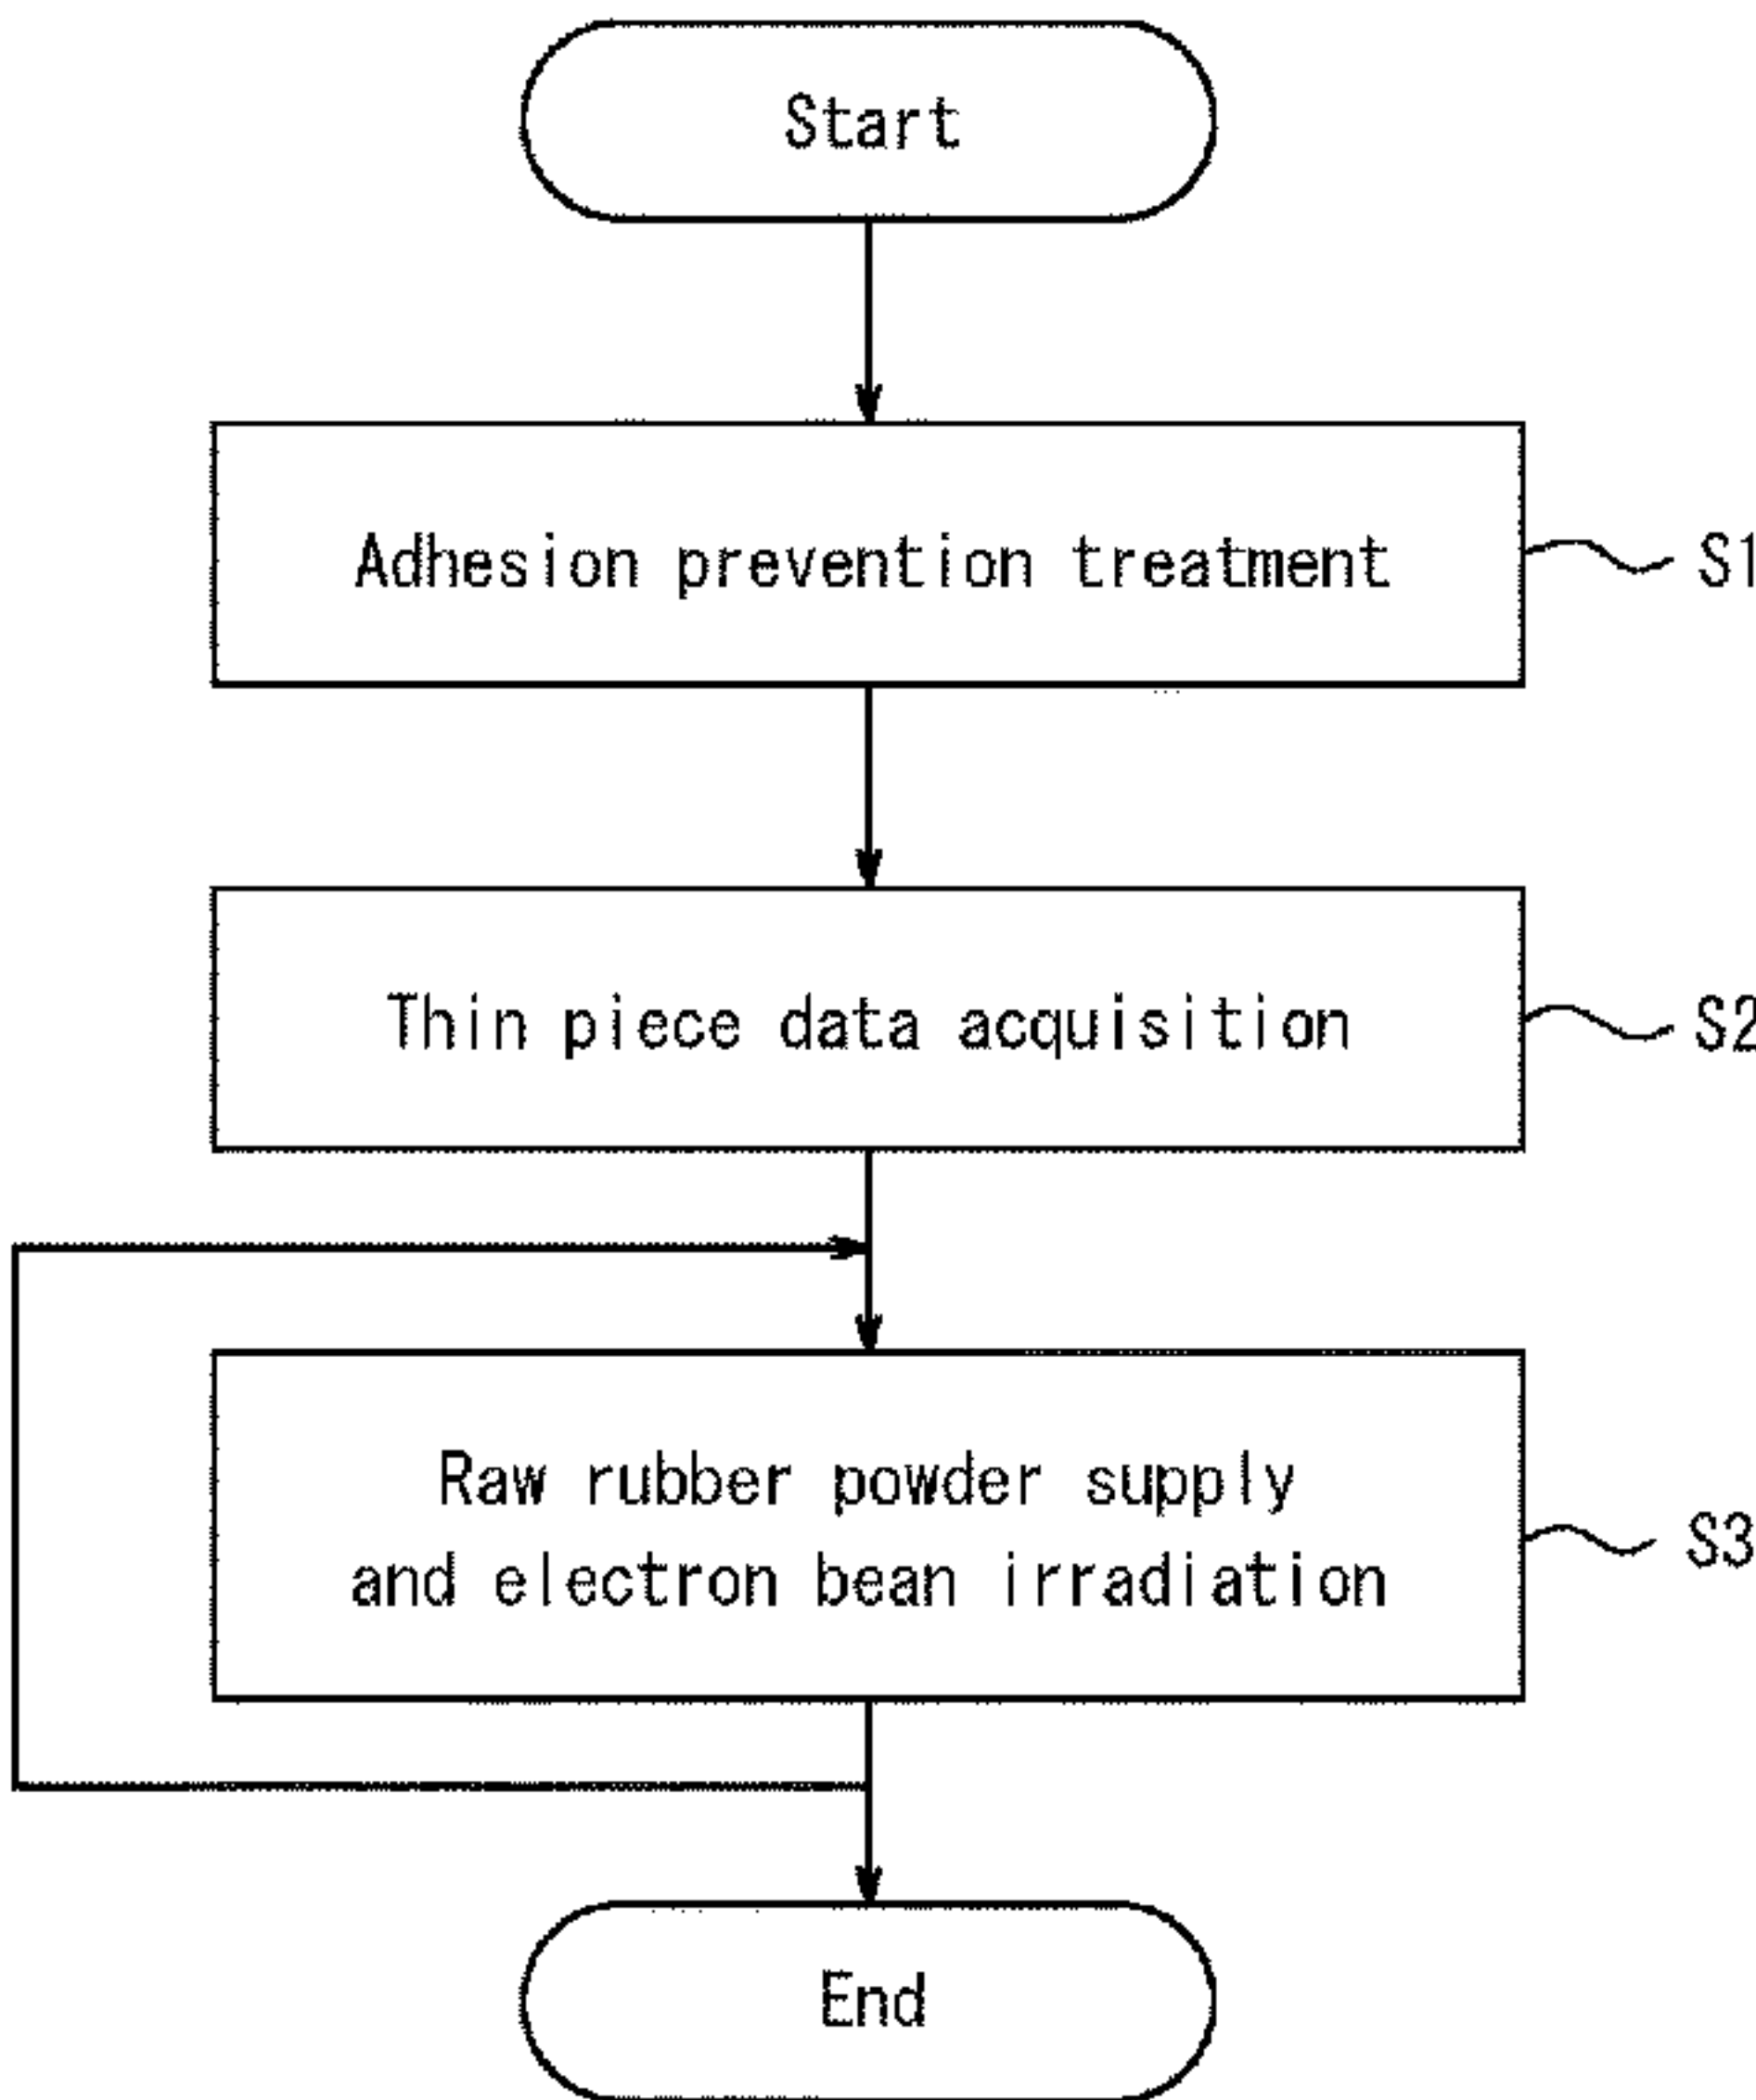 Start
Adhesion prevention treatment
S1
Thin piece data acquisition
S2
Raw rubber powder supply
and electron bean irradiation
S3
End